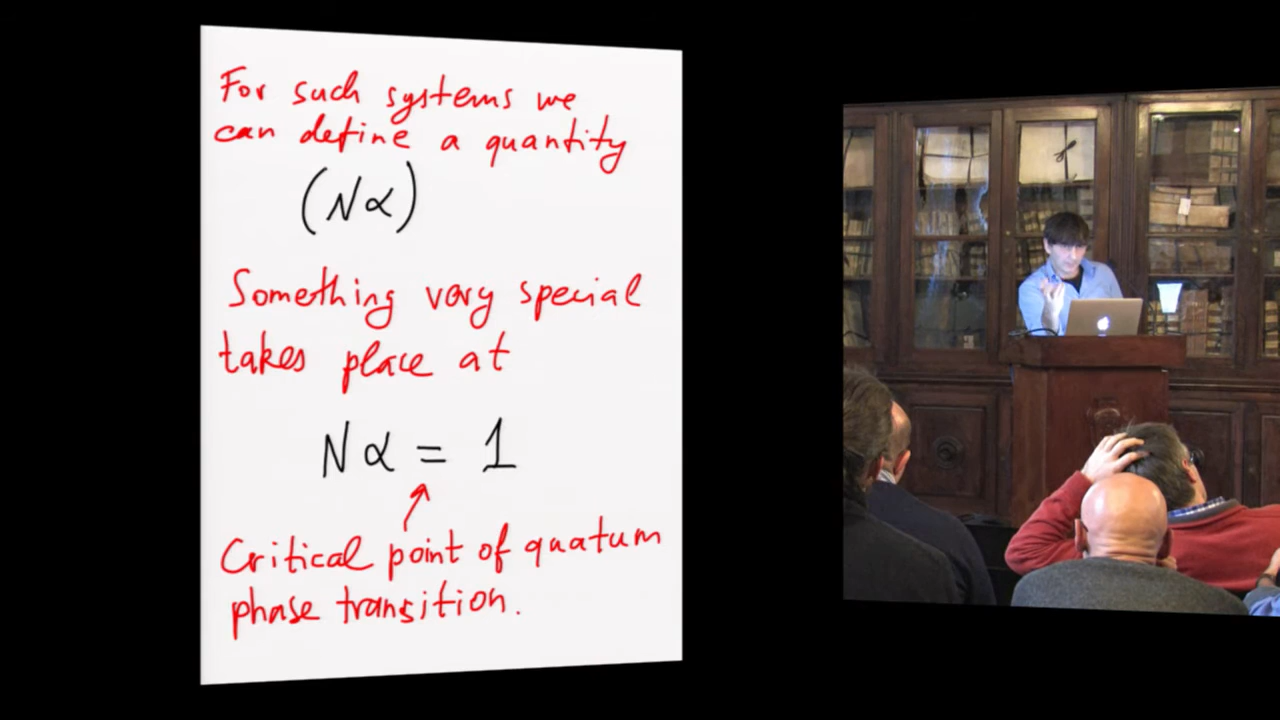 For such systems we
can define a quantity
(Nα)
Something very special
takes place at
Nα = 1
Critical point of quatum
phase transition.